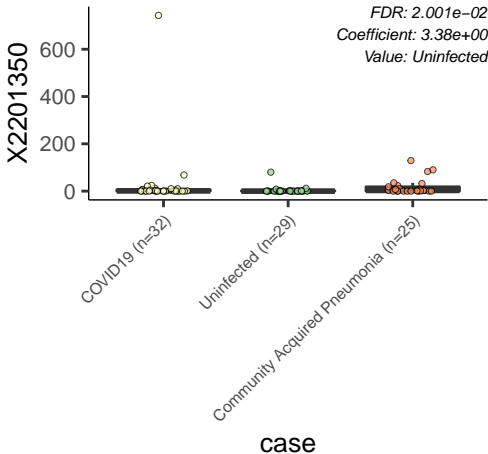 FDR: 2.001e−02
Coefficient: 3.38e+00
Value: Uninfected
X2201350
600
400
200
0
COVID19 (n=32)
Uninfected (n=29)
Community Acquired Pneumonia (n=25)
case